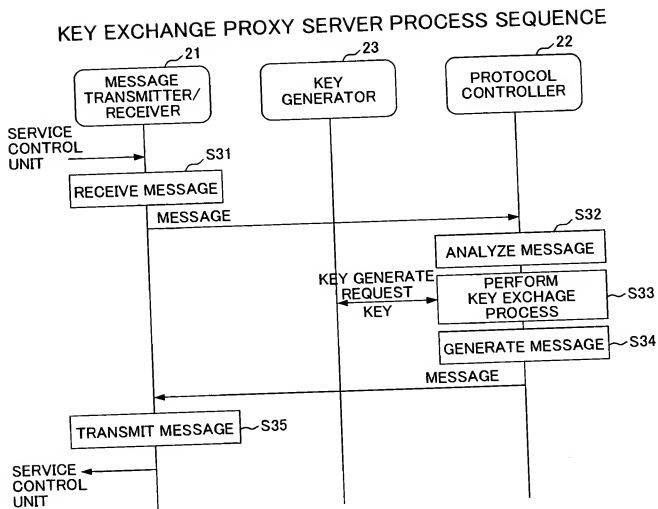 KEY EXCHANGE PROXY SERVER PROCESS SEQUENCE
21
MESSAGE
TRANSMITTER/
RECEIVER
23
KEY
GENERATOR
22
PROTOCOL
CONTROLLER
SERVICE
CONTROL
UNIT
S31
RECEIVE MESSAGE
MESSAGE
S32
ANALYZE MESSAGE
KEY GENERATE
REQUEST
KEY
PERFORM
KEY EXCHAGE
PROCESS
S33
GENERATE MESSAGE
S34
MESSAGE
TRANSMIT MESSAGE
S35
SERVICE
CONTROL
UNIT